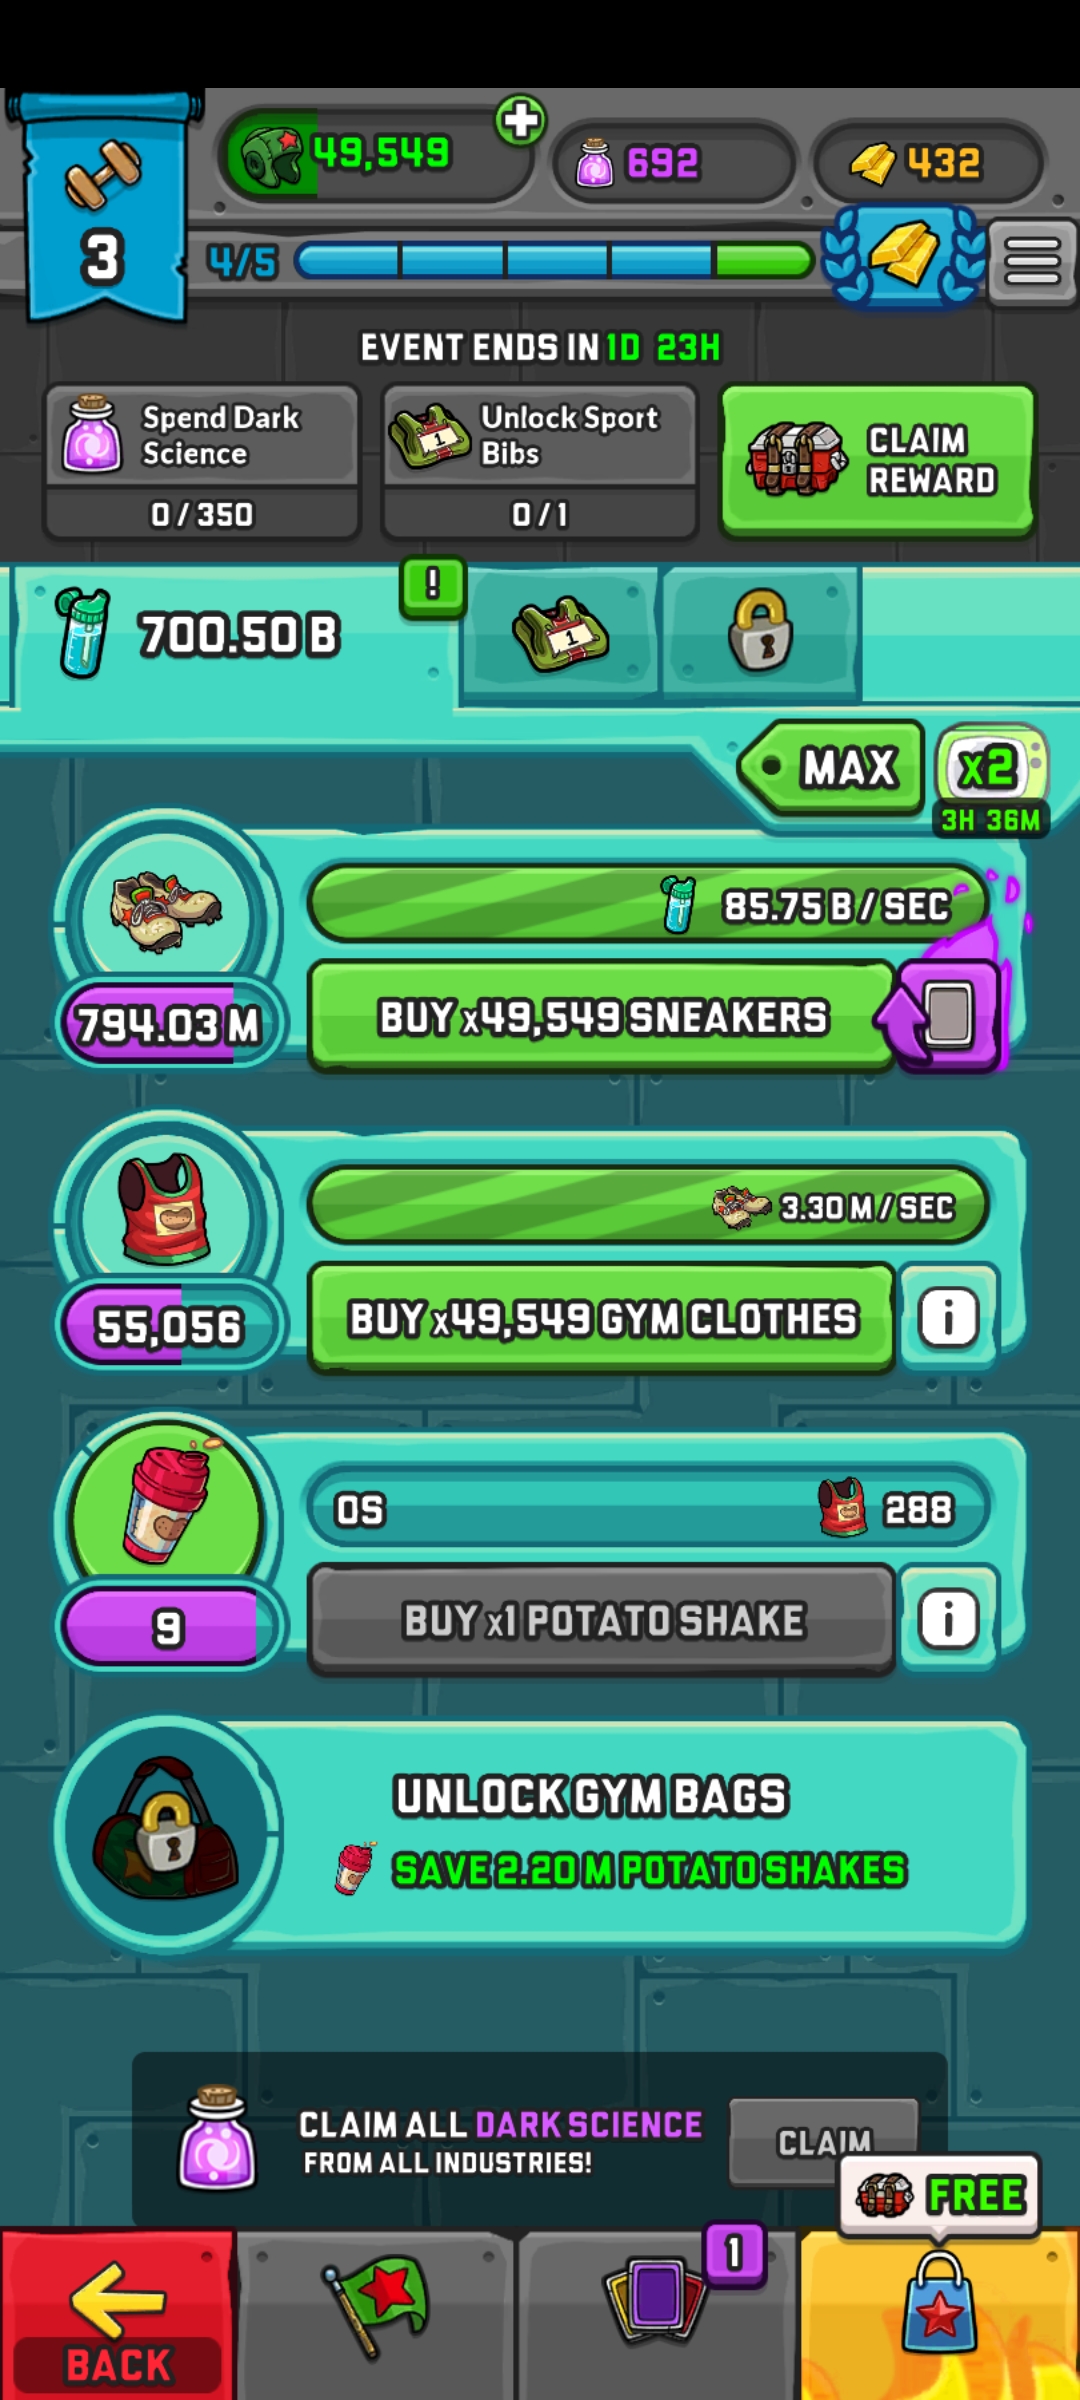 49,549
692
432
3
4/5
EVENT ENDS IN 1D 23H
Spend Dark
Science
0 / 350
1
Unlock Sport
Bibs
0 / 1
CLAIM
REWARD
700.50 B
!
1
MAX
x2
3H 36M
85.75 B / SEC
794.03 M
BUY x49,549 SNEAKERS
3.30 M / SEC
55,056
BUY x49,549 GYM CLOTHES
i
0S
288
9
BUY x1 POTATO SHAKE
i
UNLOCK GYM BAGS
SAVE 2.20 M POTATO SHAKES
CLAIM ALL DARK SCIENCE
FROM ALL INDUSTRIES!
CLAIM
FREE
1
BACK